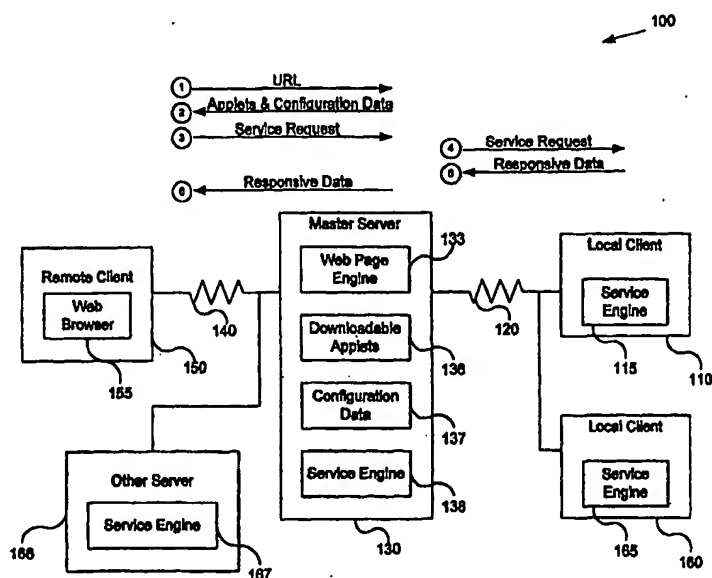 100
1 URL
2 Applets & Configuration Data
3 Service Request
4 Service Request
5 Responsive Data
6 Responsive Data
Master Server
133
Web Page
Engine
Remote Client
Web
Browser
155
150
140
120
Local Client
Service
Engine
115
110
Downloadable
Applets
136
Configuration
Data
137
Service Engine
138
130
Other Server
Service Engine
166
167
Local Client
Service
Engine
165
160